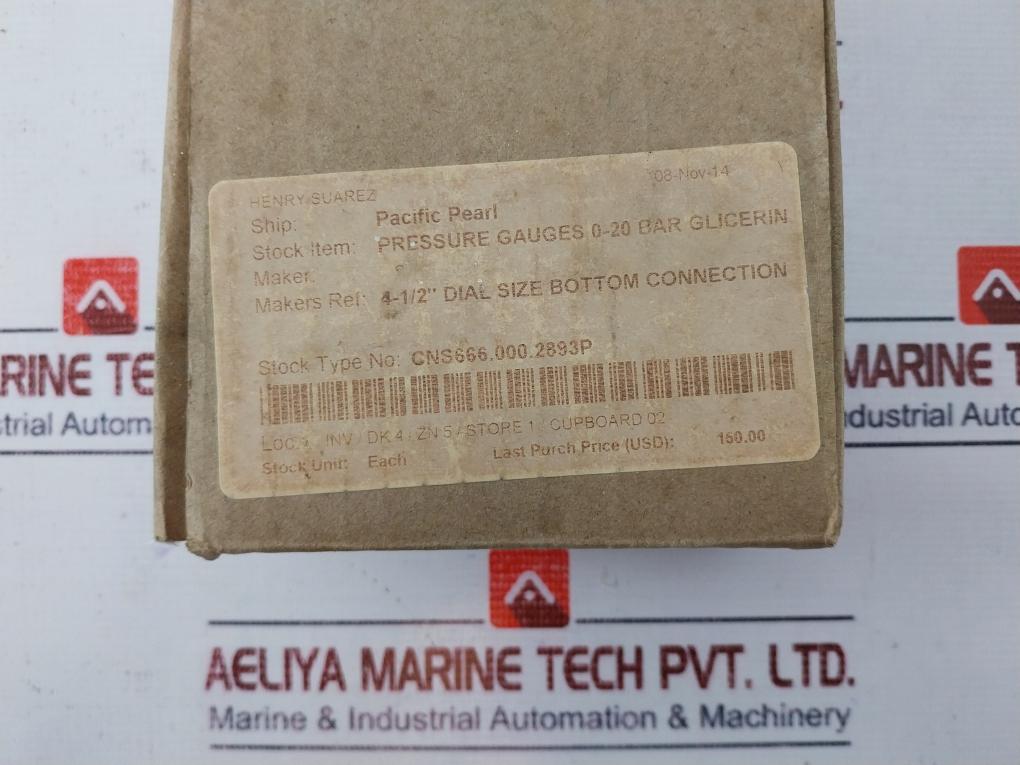 HENRY SUAREZ
08-Nov-14
Ship: Pacific Pearl
Stock Item: PRESSURE GAUGES 0-20 BAR GLICERIN
Maker:
Makers Ref: 4-1/2" DIAL SIZE BOTTOM CONNECTION
Stock Type No: CNS666.000.2893P
INV / DK 4 / ZN 5 / STORE 1 / CUPBOARD 02
Stock Unit: Each Last Purch Price (USD): 150.00
RINE TE
strial Autom
MARINE T
ndustrial Auto
AELIYA MARINE TECH PVT. LTD.
Marine & Industrial Automation & Machinery